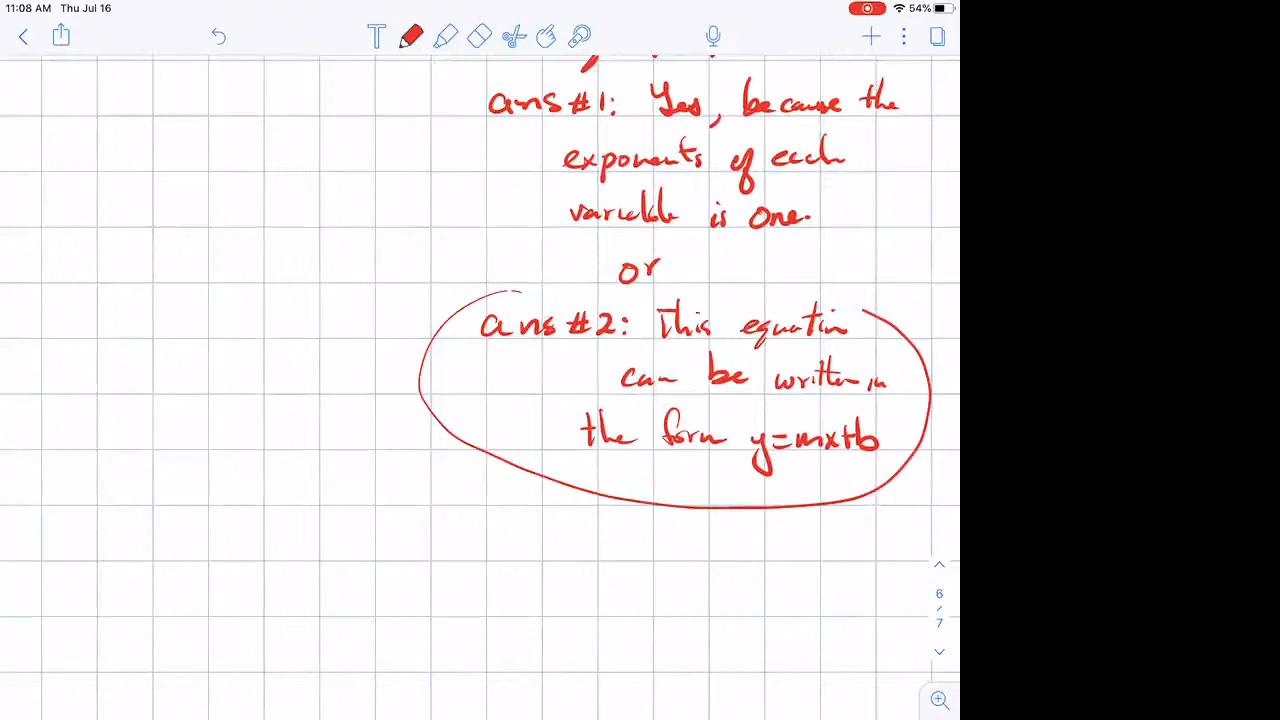 11:08 AM Thu Jul 16
54%
ans #1: Yes, because the
exponents of each
variable is one.
or
ans #2: This equation
can be written in
the form y=mx+b
6
/
7